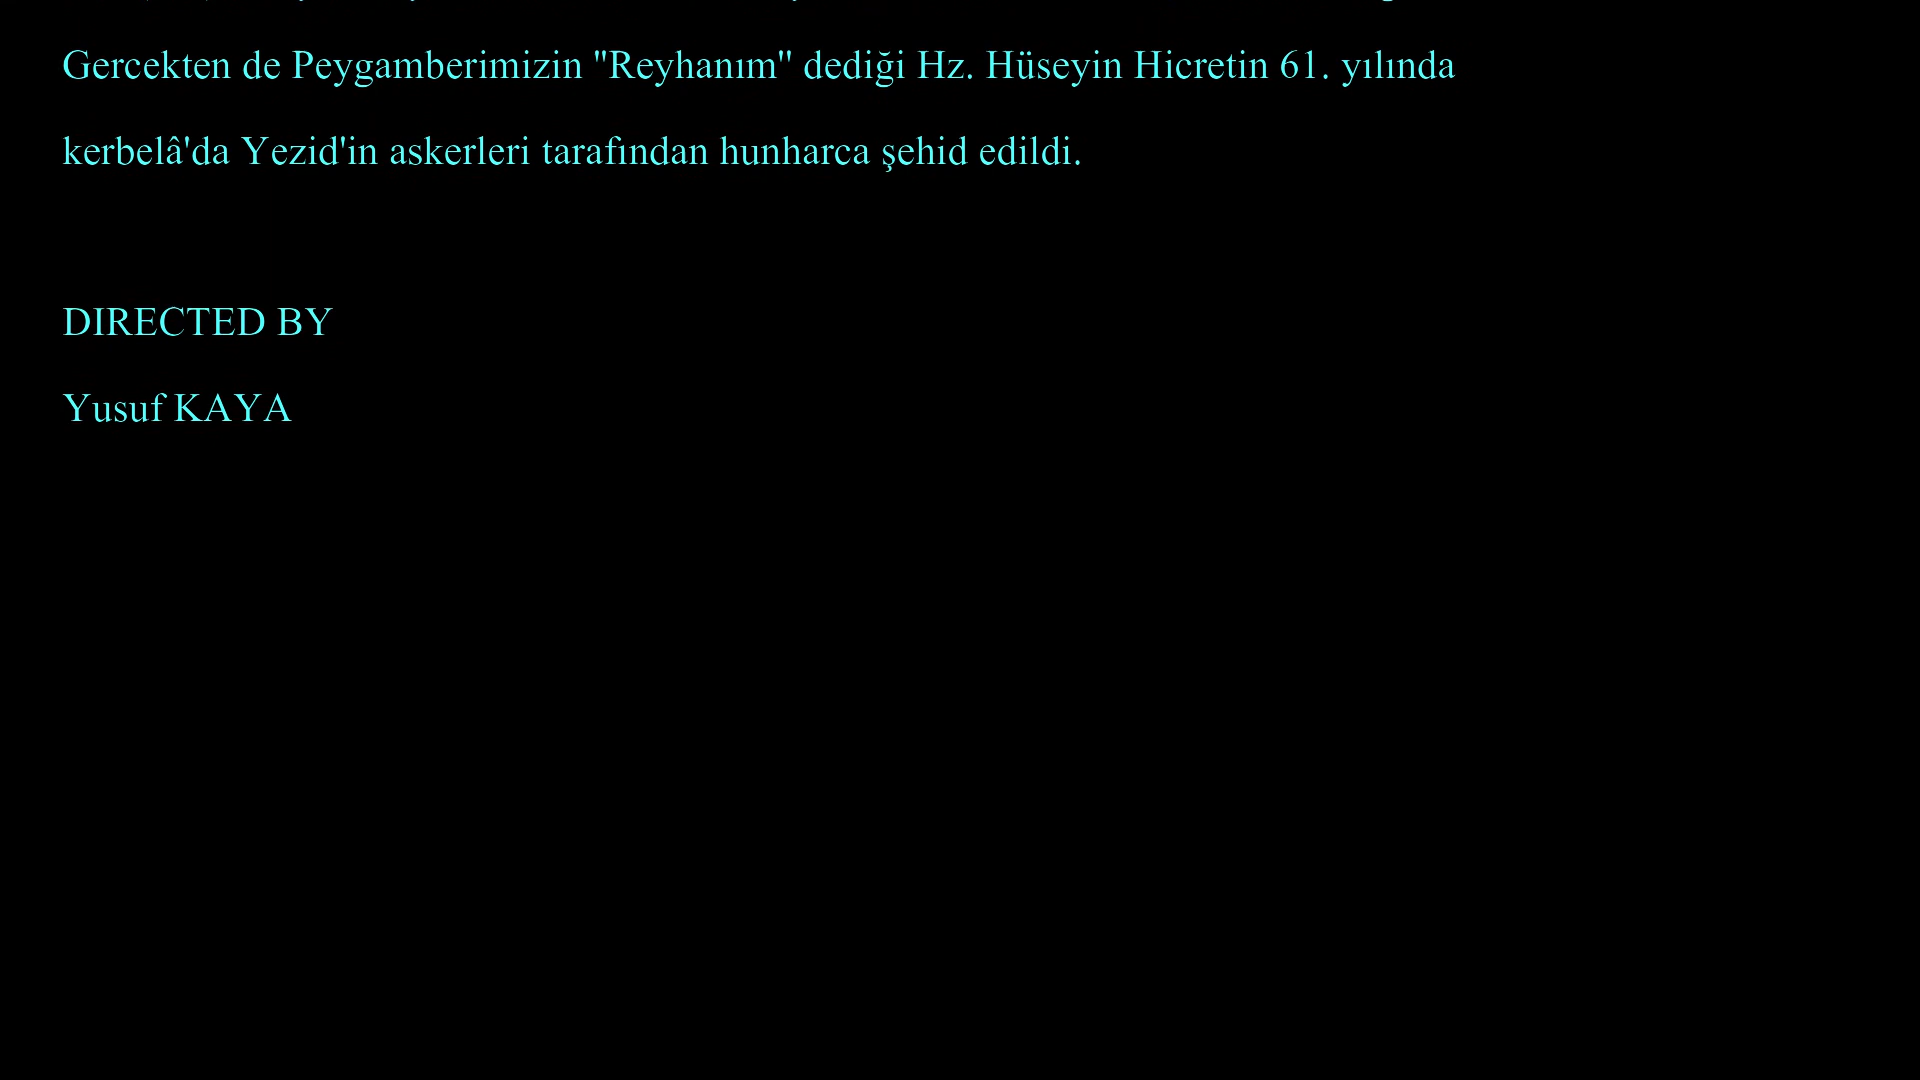 Gercekten de Peygamberimizin "Reyhanım" dediği Hz. Hüseyin Hicretin 61. yılında
kerbelâ'da Yezid'in askerleri tarafından hunharca şehid edildi.
DIRECTED BY
Yusuf KAYA